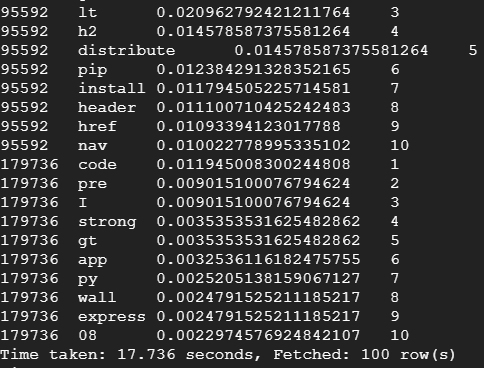 95592 lt 0.020962792421211764 3
95592 h2 0.014578587375581264 4
95592 distribute 0.014578587375581264 5
95592 pip 0.012384291328352165 6
95592 install 0.011794505225714581 7
95592 header 0.011100710425242483 8
95592 href 0.01093394123017788 9
95592 nav 0.010022778995335102 10
179736 code 0.011945008300244808 1
179736 pre 0.009015100076794624 2
179736 I 0.009015100076794624 3
179736 strong 0.0035353531625482862 4
179736 gt 0.0035353531625482862 5
179736 app 0.0032536116182475755 6
179736 py 0.0025205138159067127 7
179736 wall 0.0024791525211185217 8
179736 express 0.0024791525211185217 9
179736 08 0.0022974576924842107 10
Time taken: 17.736 seconds, Fetched: 100 row(s)